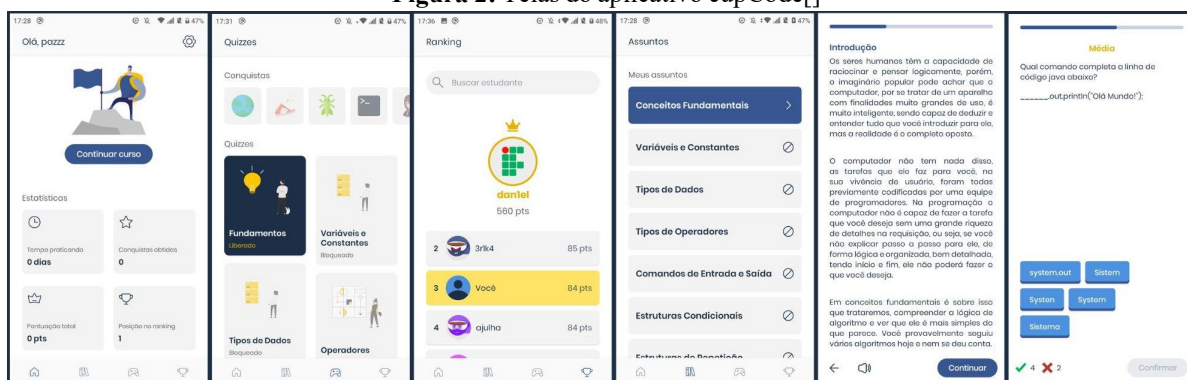 Figura 2: Telas do aplicativo cupCode[]
17:28
47%
Olá, pazzz
Continuar curso
Estatísticas
Tempo praticando
0 dias
Conquistas obtidas
0
Pontuação total
0 pts
Posição no ranking
1
17:31
47%
Quizzes
Conquistas
Quizzes
Fundamentos
Liberado
Variáveis e
Constantes
Bloqueado
Tipos de Dados
Bloqueado
Operadores
17:36
48%
Ranking
Buscar estudante
dan1el
560 pts
2 3r1k4 85 pts
3 Você 84 pts
4 ajulha 84 pts
17:28
47%
Assuntos
Meus assuntos
Conceitos Fundamentais
Variáveis e Constantes
Tipos de Dados
Tipos de Operadores
Comandos de Entrada e Saída
Estruturas Condicionais
Estruturas de Repetição
Introdução
Os seres humanos têm a capacidade de
raciocinar e pensar logicamente, porém,
o imaginário popular pode achar que o
computador, por se tratar de um aparelho
com finalidades muito grandes de uso, é
muito inteligente, sendo capaz de deduzir e
entender tudo que você introduzir para ele,
mas a realidade é o completo oposto.
O computador não tem nada disso,
as tarefas que ele faz para você, na
sua vivência de usuário, foram todas
previamente codificadas por uma equipe
de programadores. Na programação o
computador não é capaz de fazer a tarefa
que você deseja sem uma grande riqueza
de detalhes na requisição, ou seja, se você
não explicar passo a passo para ele, de
forma lógica e organizada, bem detalhada,
tendo início e fim, ele não poderá fazer o
que você deseja.
Em conceitos fundamentais é sobre isso
que trataremos, compreender a lógica de
algoritmo e ver que ele é mais simples do
que parece. Você provavelmente seguiu
vários algoritmos hoje e nem se deu conta.
Continuar
Média
Qual comando completa a linha de
código java abaixo?
______.out.println("Olá Mundo!");
system.out
Sistem
Systen
System
Sistema
4 2
Confirmar